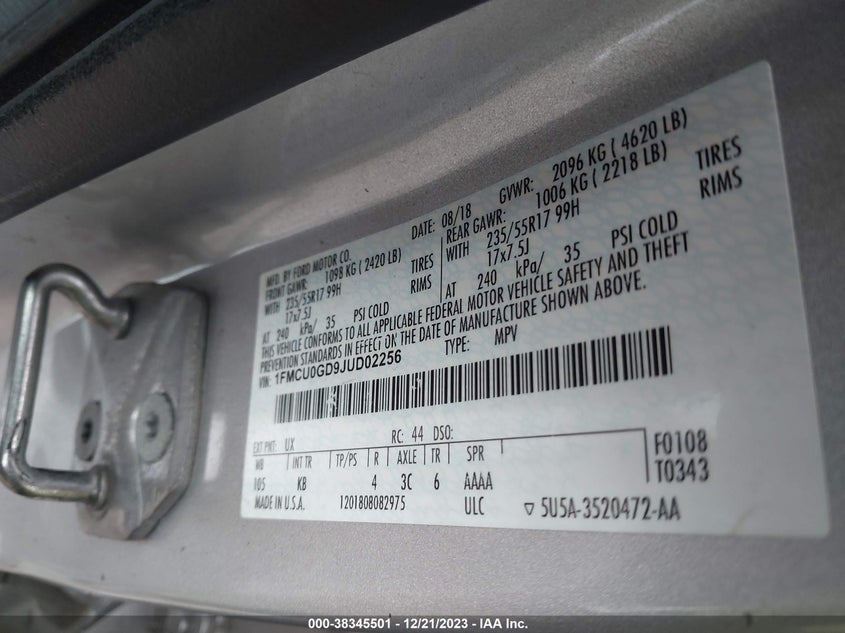 MFD. BY FORD MOTOR CO.
DATE: 08/18 GVWR: 2096 KG ( 4620 LB)
FRONT GAWR: 1098 KG ( 2420 LB) REAR GAWR: 1006 KG ( 2218 LB)
WITH 235/55R17 99H TIRES WITH 235/55R17 99H TIRES
17x7.5J RIMS 17x7.5J RIMS
AT 240 kPa/ 35 PSI COLD AT 240 kPa/ 35 PSI COLD
THIS VEHICLE CONFORMS TO ALL APPLICABLE FEDERAL MOTOR VEHICLE SAFETY AND THEFT
PREVENTION STANDARDS IN EFFECT ON THE DATE OF MANUFACTURE SHOWN ABOVE.
VIN: 1FMCU0GD9JUD02256 TYPE: MPV
EXT PNT: UX RC: 44 DSO: F0108
WB INT TR TP/PS R AXLE TR SPR T0343
105 KB 4 3C 6 AAAA
MADE IN U.S.A. 1201808082975 ULC ▽ 5U5A-3520472-AA
000-38345501 - 12/21/2023 - IAA Inc.